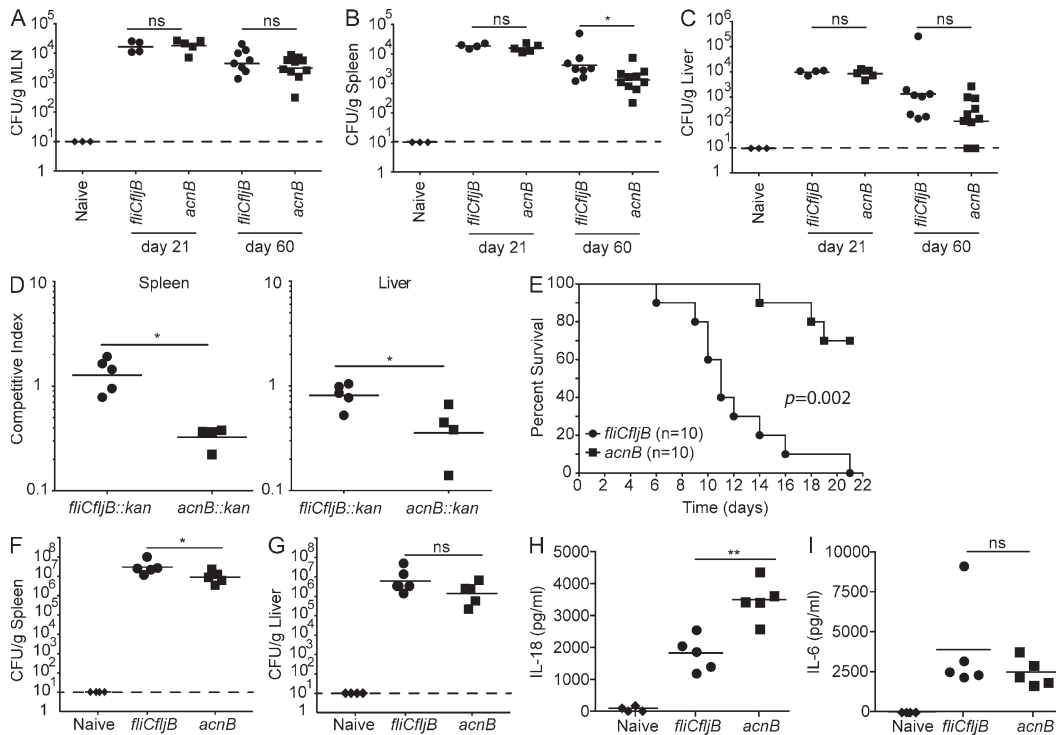 A
ns
ns
CFU/g MLN
10^5
10^4
10^3
10^2
10^1
1
Naive
fliCfljB
acnB
fliCfljB
acnB
day 21
day 60
B
ns
*
CFU/g Spleen
10^5
10^4
10^3
10^2
10^1
1
Naive
fliCfljB
acnB
fliCfljB
acnB
day 21
day 60
C
ns
ns
CFU/g Liver
10^6
10^5
10^4
10^3
10^2
10^1
1
Naive
fliCfljB
acnB
fliCfljB
acnB
day 21
day 60
D
Spleen
Liver
Competitive Index
10
1
0.1
*
fliCfljB::kan
acnB::kan
10
1
0.1
*
fliCfljB::kan
acnB::kan
E
Percent Survival
100
80
60
40
20
0
p=0.002
fliCfljB (n=10)
acnB (n=10)
0 2 4 6 8 10 12 14 16 18 20 22
Time (days)
F
*
CFU/g Spleen
10^8
10^7
10^6
10^5
10^4
10^3
10^2
10^1
1
Naive
fliCfljB
acnB
G
ns
CFU/g Lliver
10^8
10^7
10^6
10^5
10^4
10^3
10^2
10^1
1
Naive
fliCfljB
acnB
H
**
IL-18 (pg/ml)
5000
4000
3000
2000
1000
0
Naive
fliCfljB
acnB
I
ns
IL-6 (pg/ml)
10000
7500
5000
2500
0
Naive
fliCfljB
acnB